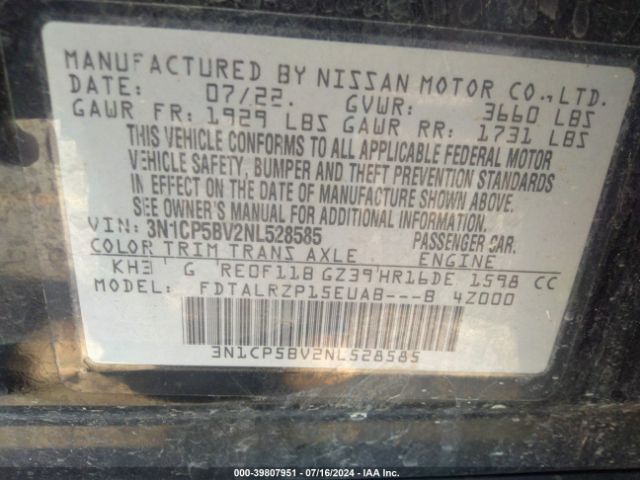 MANUFACTURED BY NISSAN MOTOR CO.,LTD.
DATE: 07/22. GVWR: 3660 LBS
GAWR FR: 1929 LBS GAWR RR: 1731 LBS
THIS VEHICLE CONFORMS TO ALL APPLICABLE FEDERAL MOTOR
VEHICLE SAFETY, BUMPER AND THEFT PREVENTION STANDARDS
IN EFFECT ON THE DATE OF MANUFACTURE SHOWN ABOVE.
SEE OWNER'S MANUAL FOR ADDITIONAL INFORMATION.
VIN: 3N1CP5BV2NL528585 PASSENGER CAR.
COLOR TRIM TRANS AXLE ENGINE
KH3 G RE0F11B GZ39 HR16DE 1598 CC
MODEL FDTALRZP15EUAB---B 4Z000
3N1CP5BV2NL528585
000-39807951 - 07/16/2024 - IAA Inc.